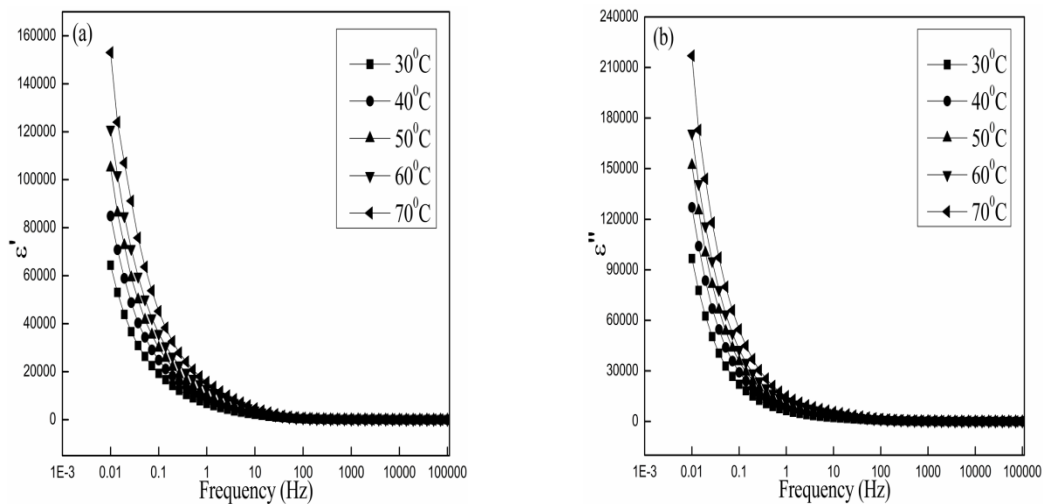 (a)
160000
140000
120000
100000
80000
60000
40000
20000
0
ε'
30⁰C
40⁰C
50⁰C
60⁰C
70⁰C
1E-3 0.01 0.1 1 10 100 1000 10000 100000
Frequency (Hz)
(b)
240000
210000
180000
150000
120000
90000
60000
30000
0
ε"
30⁰C
40⁰C
50⁰C
60⁰C
70⁰C
1E-3 0.01 0.1 1 10 100 1000 10000 100000
Frequency (Hz)